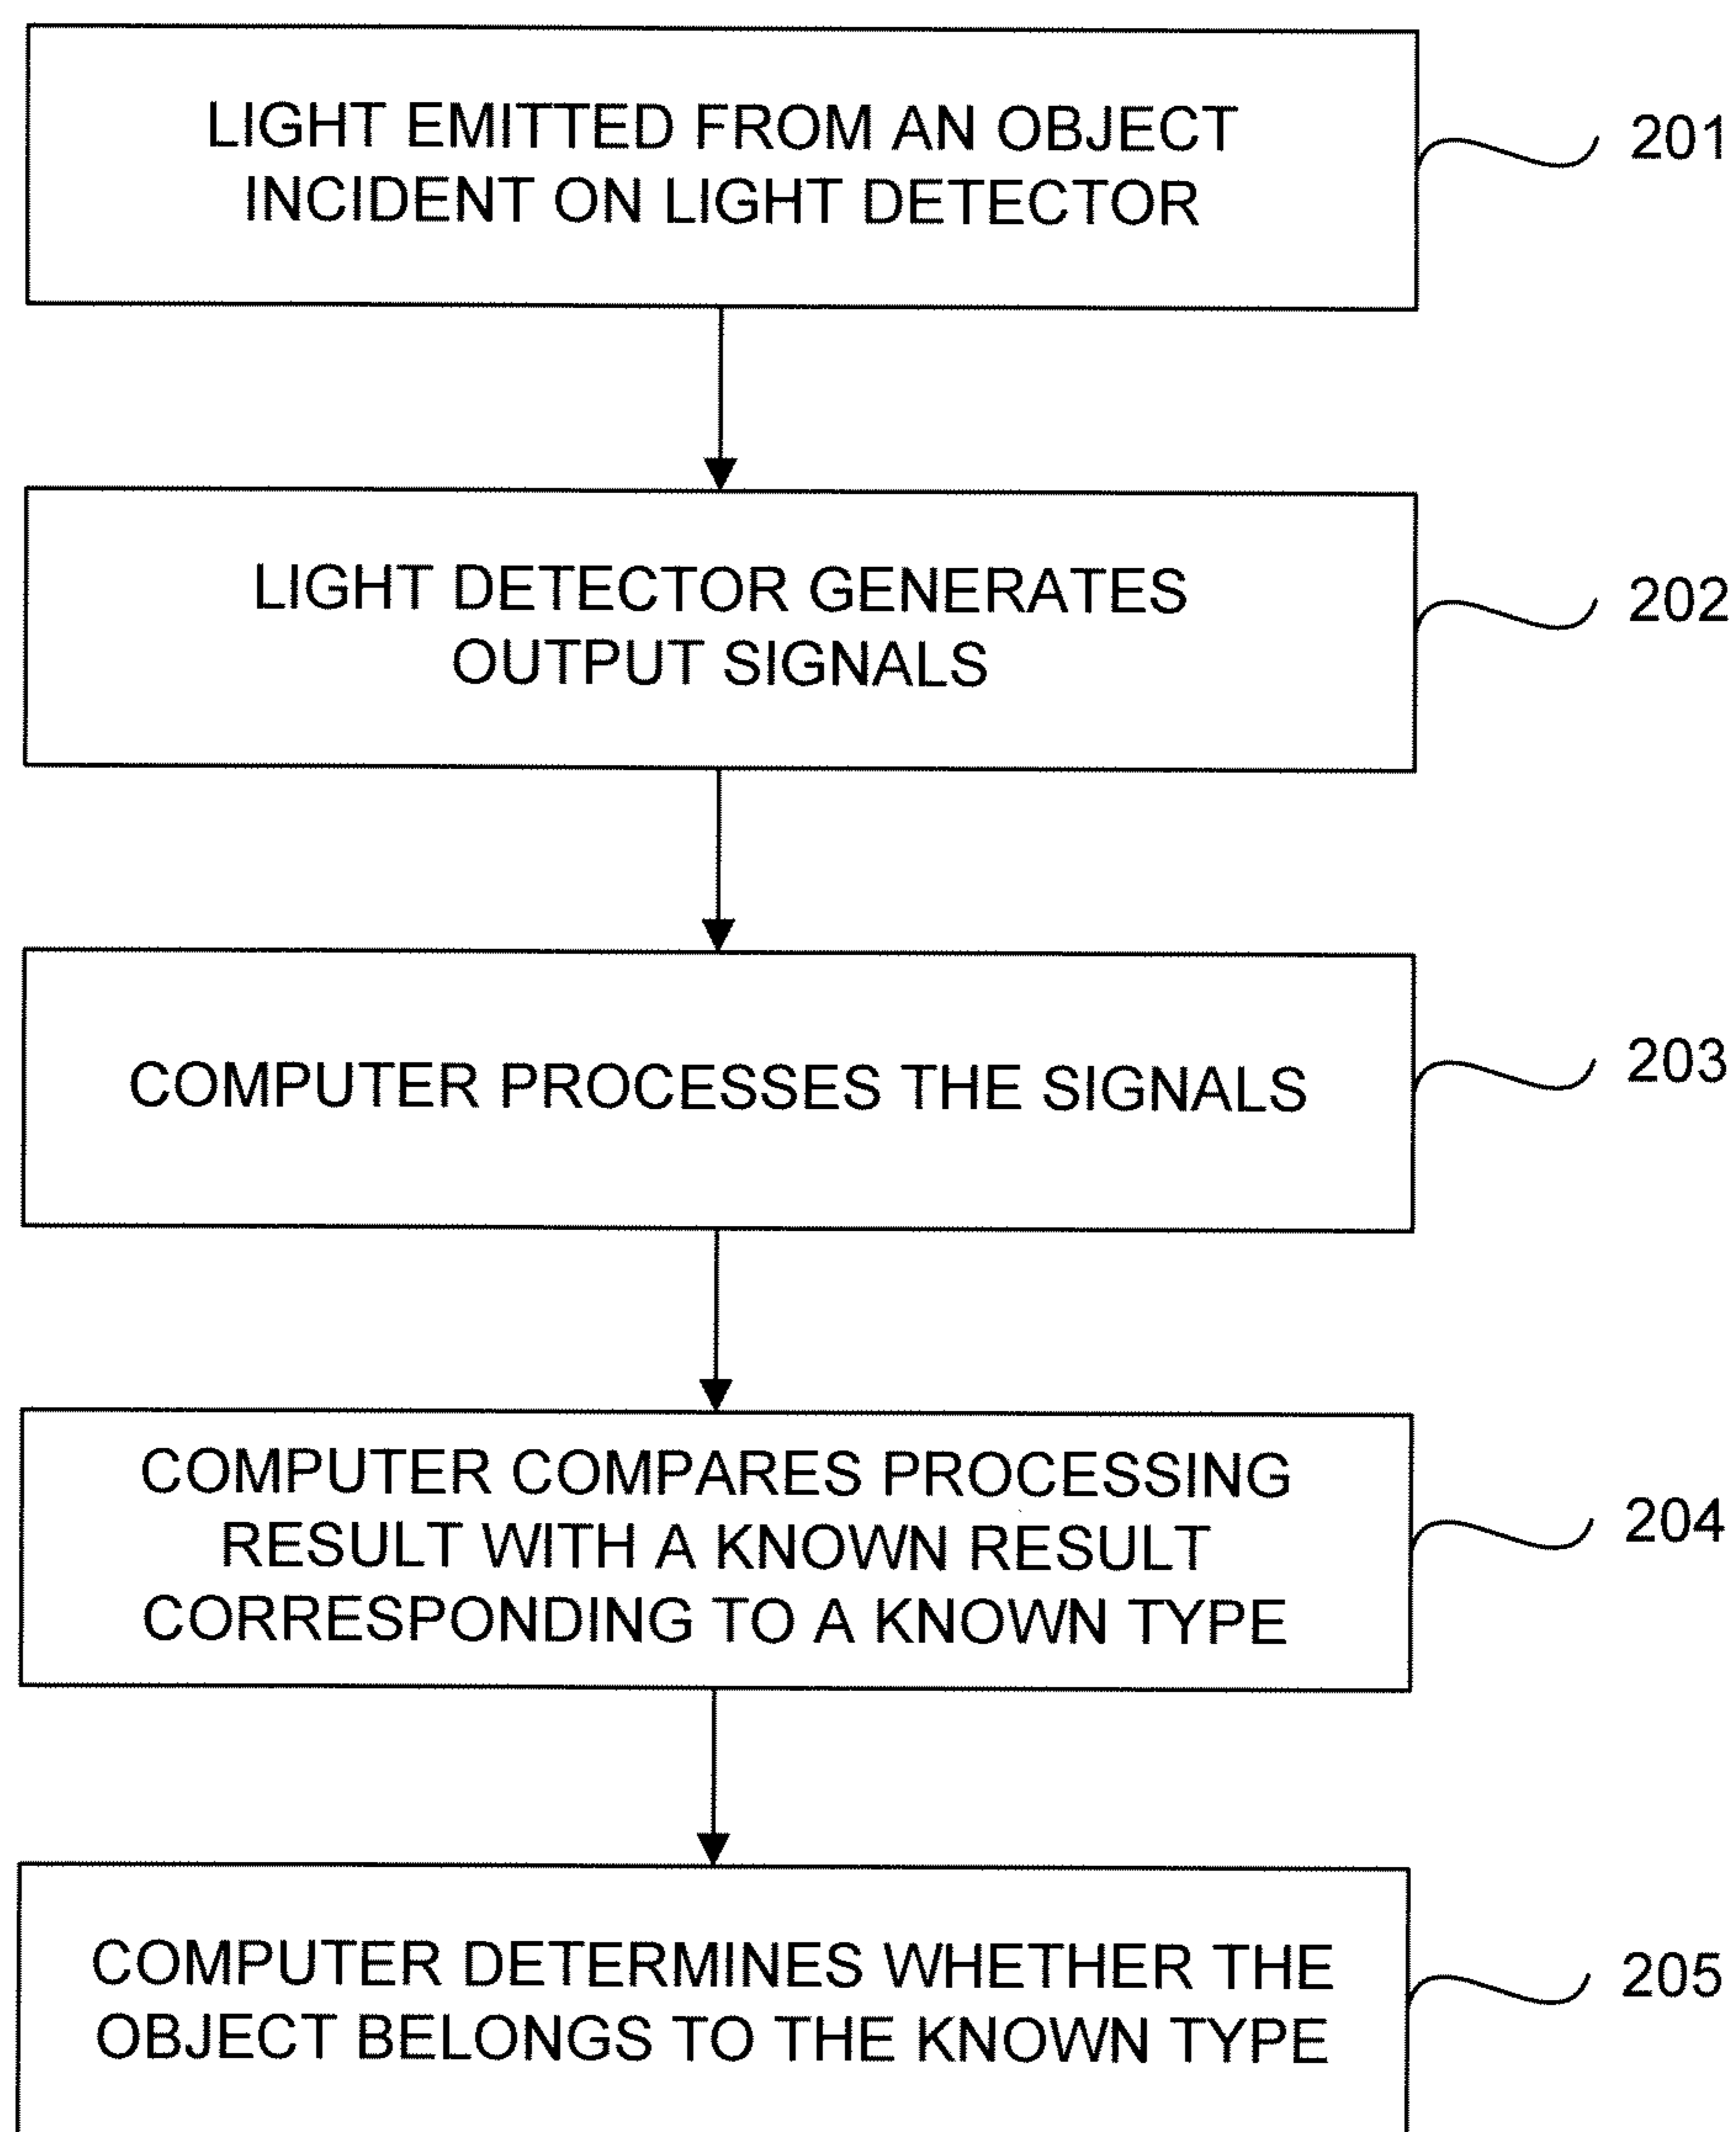 LIGHT EMITTED FROM AN OBJECT
INCIDENT ON LIGHT DETECTOR
201
LIGHT DETECTOR GENERATES
OUTPUT SIGNALS
202
COMPUTER PROCESSES THE SIGNALS
203
COMPUTER COMPARES PROCESSING
RESULT WITH A KNOWN RESULT
CORRESPONDING TO A KNOWN TYPE
204
COMPUTER DETERMINES WHETHER THE
OBJECT BELONGS TO THE KNOWN TYPE
205